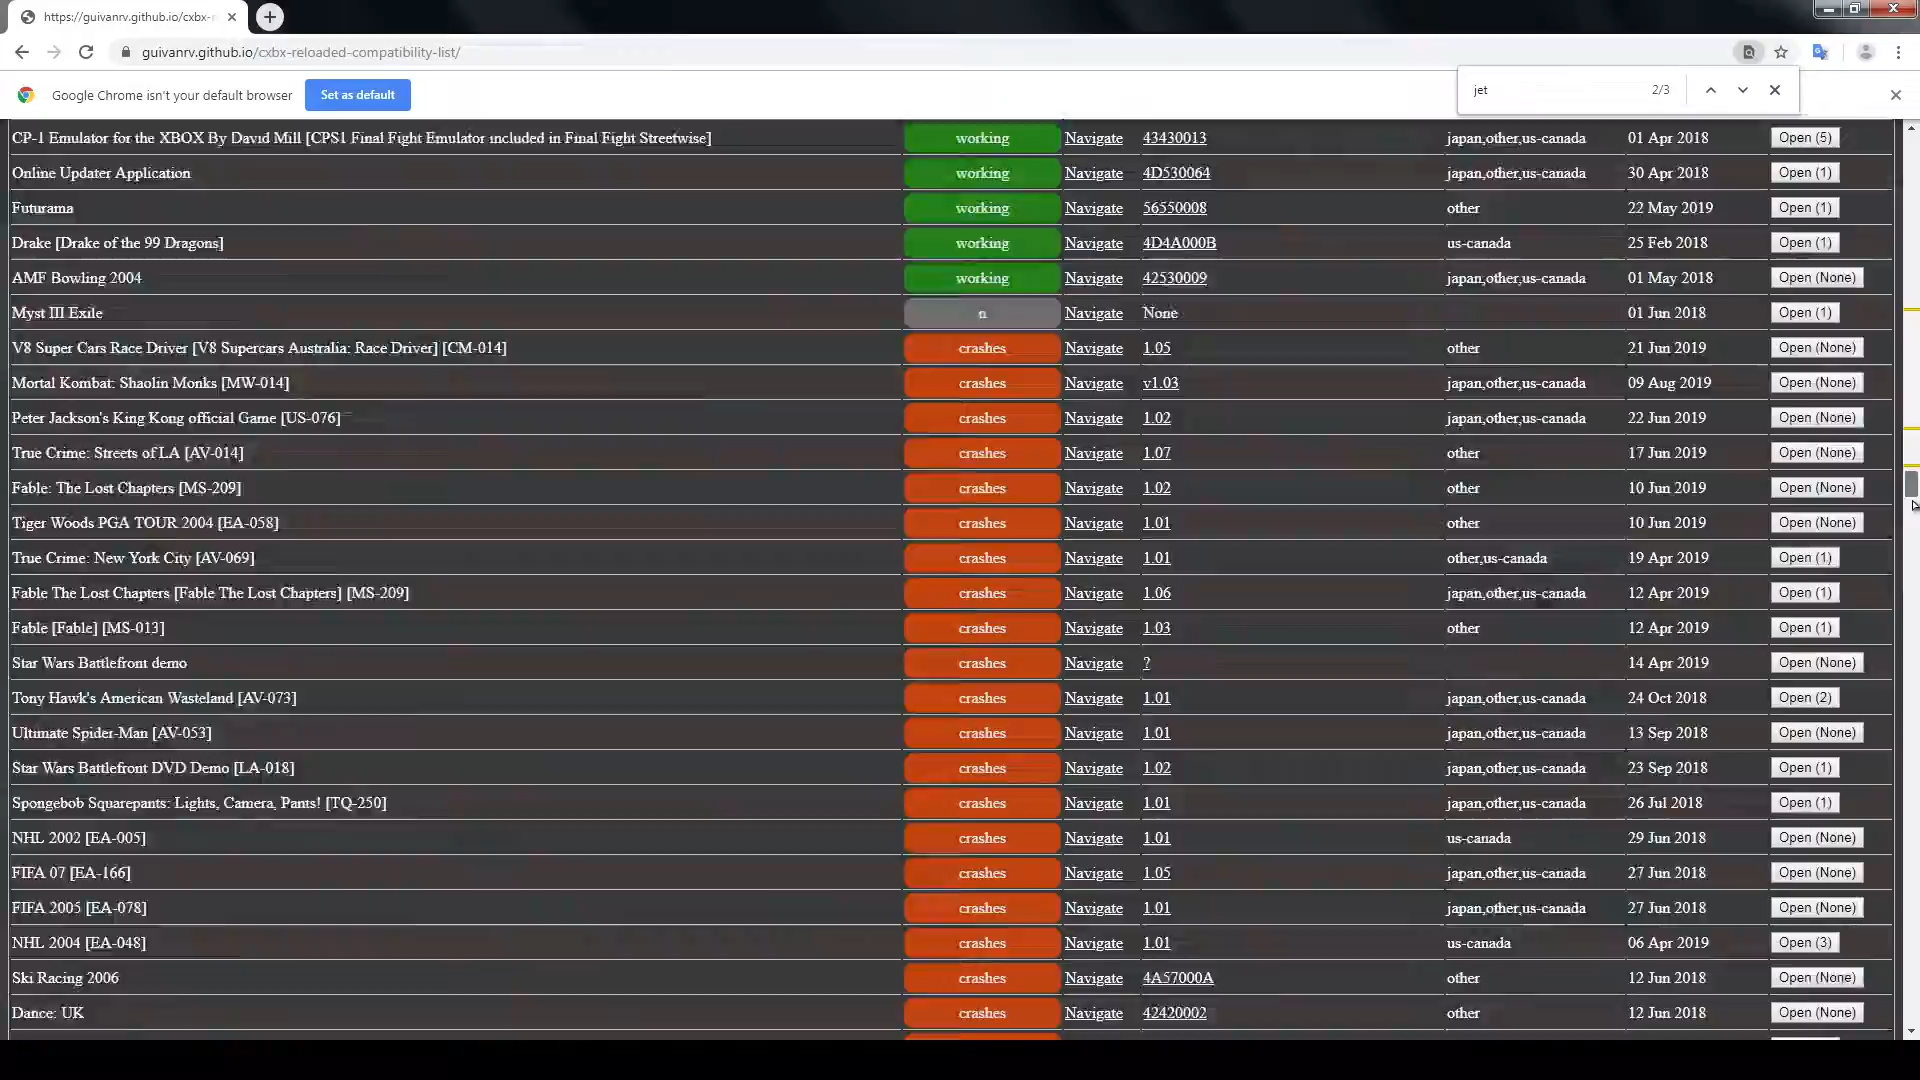 https://guivanrv.github.io/cxbx-r
guivanrv.github.io/cxbx-reloaded-compatibility-list/
jet 2/3
Google Chrome isn't your default browser Set as default
CP-1 Emulator for the XBOX By David Mill [CPS1 Final Fight Emulator included in Final Fight Streetwise] working Navigate 43430013 japan,other,us-canada 01 Apr 2018 Open (5)
Online Updater Application working Navigate 4D530064 japan,other,us-canada 30 Apr 2018 Open (1)
Futurama working Navigate 56550008 other 22 May 2019 Open (1)
Drake [Drake of the 99 Dragons] working Navigate 4D4A000B us-canada 25 Feb 2018 Open (1)
AMF Bowling 2004 working Navigate 42530009 japan,other,us-canada 01 May 2018 Open (None)
Myst III Exile n Navigate None 01 Jun 2018 Open (1)
V8 Super Cars Race Driver [V8 Supercars Australia: Race Driver] [CM-014] crashes Navigate 1.05 other 21 Jun 2019 Open (None)
Mortal Kombat: Shaolin Monks [MW-014] crashes Navigate v1.03 japan,other,us-canada 09 Aug 2019 Open (None)
Peter Jackson's King Kong official Game [US-076] crashes Navigate 1.02 japan,other,us-canada 22 Jun 2019 Open (None)
True Crime: Streets of LA [AV-014] crashes Navigate 1.07 other 17 Jun 2019 Open (None)
Fable: The Lost Chapters [MS-209] crashes Navigate 1.02 other 10 Jun 2019 Open (None)
Tiger Woods PGA TOUR 2004 [EA-058] crashes Navigate 1.01 other 10 Jun 2019 Open (None)
True Crime: New York City [AV-069] crashes Navigate 1.01 other,us-canada 19 Apr 2019 Open (1)
Fable The Lost Chapters [Fable The Lost Chapters] [MS-209] crashes Navigate 1.06 japan,other,us-canada 12 Apr 2019 Open (1)
Fable [Fable] [MS-013] crashes Navigate 1.03 other 12 Apr 2019 Open (1)
Star Wars Battlefront demo crashes Navigate ? 14 Apr 2019 Open (None)
Tony Hawk's American Wasteland [AV-073] crashes Navigate 1.01 japan,other,us-canada 24 Oct 2018 Open (2)
Ultimate Spider-Man [AV-053] crashes Navigate 1.01 japan,other,us-canada 13 Sep 2018 Open (None)
Star Wars Battlefront DVD Demo [LA-018] crashes Navigate 1.02 japan,other,us-canada 23 Sep 2018 Open (1)
Spongebob Squarepants: Lights, Camera, Pants! [TQ-250] crashes Navigate 1.01 japan,other,us-canada 26 Jul 2018 Open (1)
NHL 2002 [EA-005] crashes Navigate 1.01 us-canada 29 Jun 2018 Open (None)
FIFA 07 [EA-166] crashes Navigate 1.05 japan,other,us-canada 27 Jun 2018 Open (None)
FIFA 2005 [EA-078] crashes Navigate 1.01 japan,other,us-canada 27 Jun 2018 Open (None)
NHL 2004 [EA-048] crashes Navigate 1.01 us-canada 06 Apr 2019 Open (3)
Ski Racing 2006 crashes Navigate 4A57000A other 12 Jun 2018 Open (None)
Dance: UK crashes Navigate 42420002 other 12 Jun 2018 Open (None)